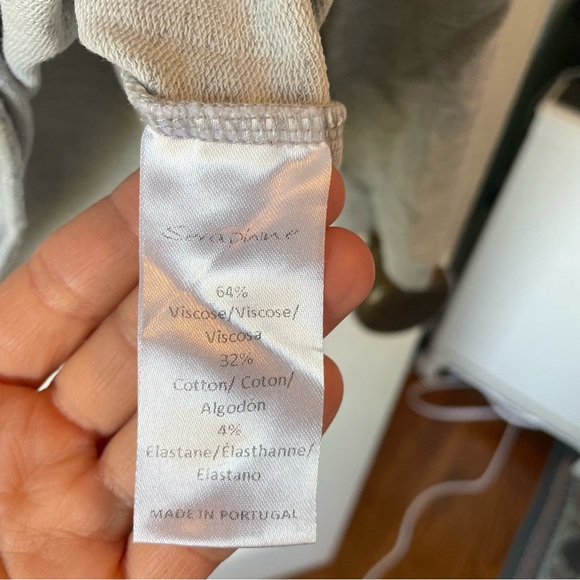 Seraphine
64%
Viscose/Viscose/
Viscosa
32%
Cotton/ Coton/
Algodón
4%
Elastane/Élasthanne/
Elastano
MADE IN PORTUGAL